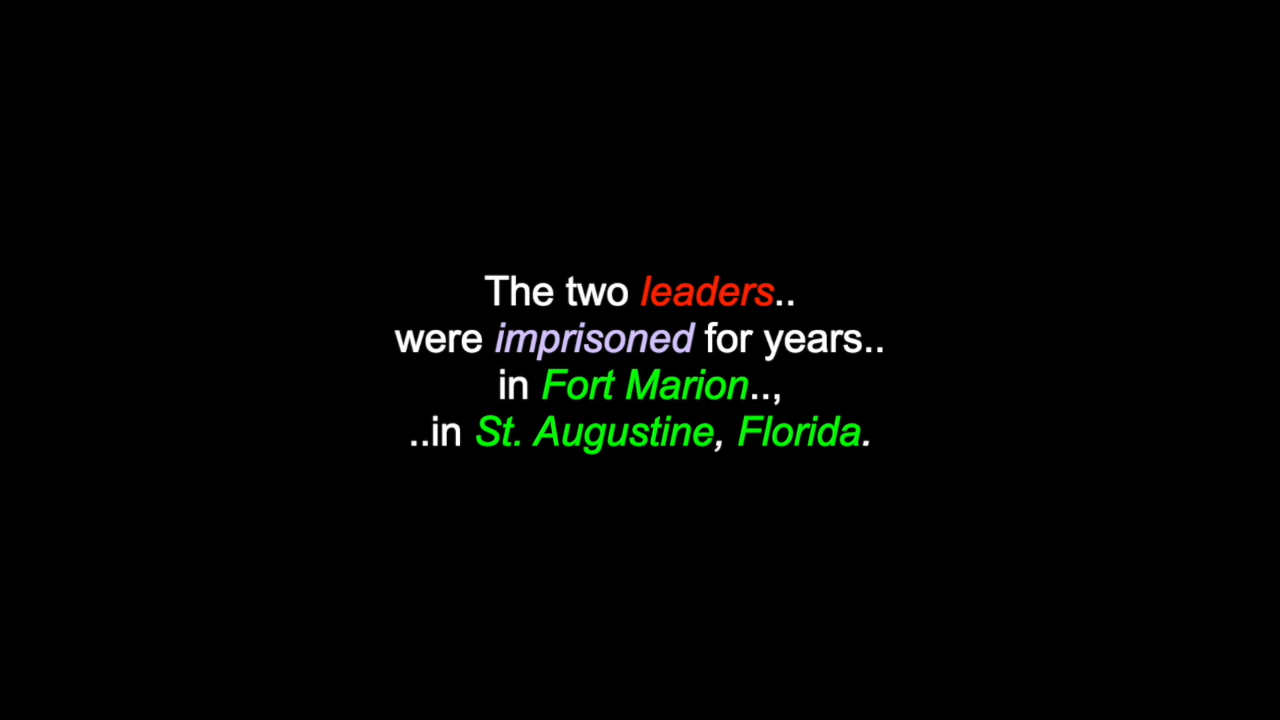 The two leaders..
were imprisoned for years..
in Fort Marion..,
..in St. Augustine, Florida.